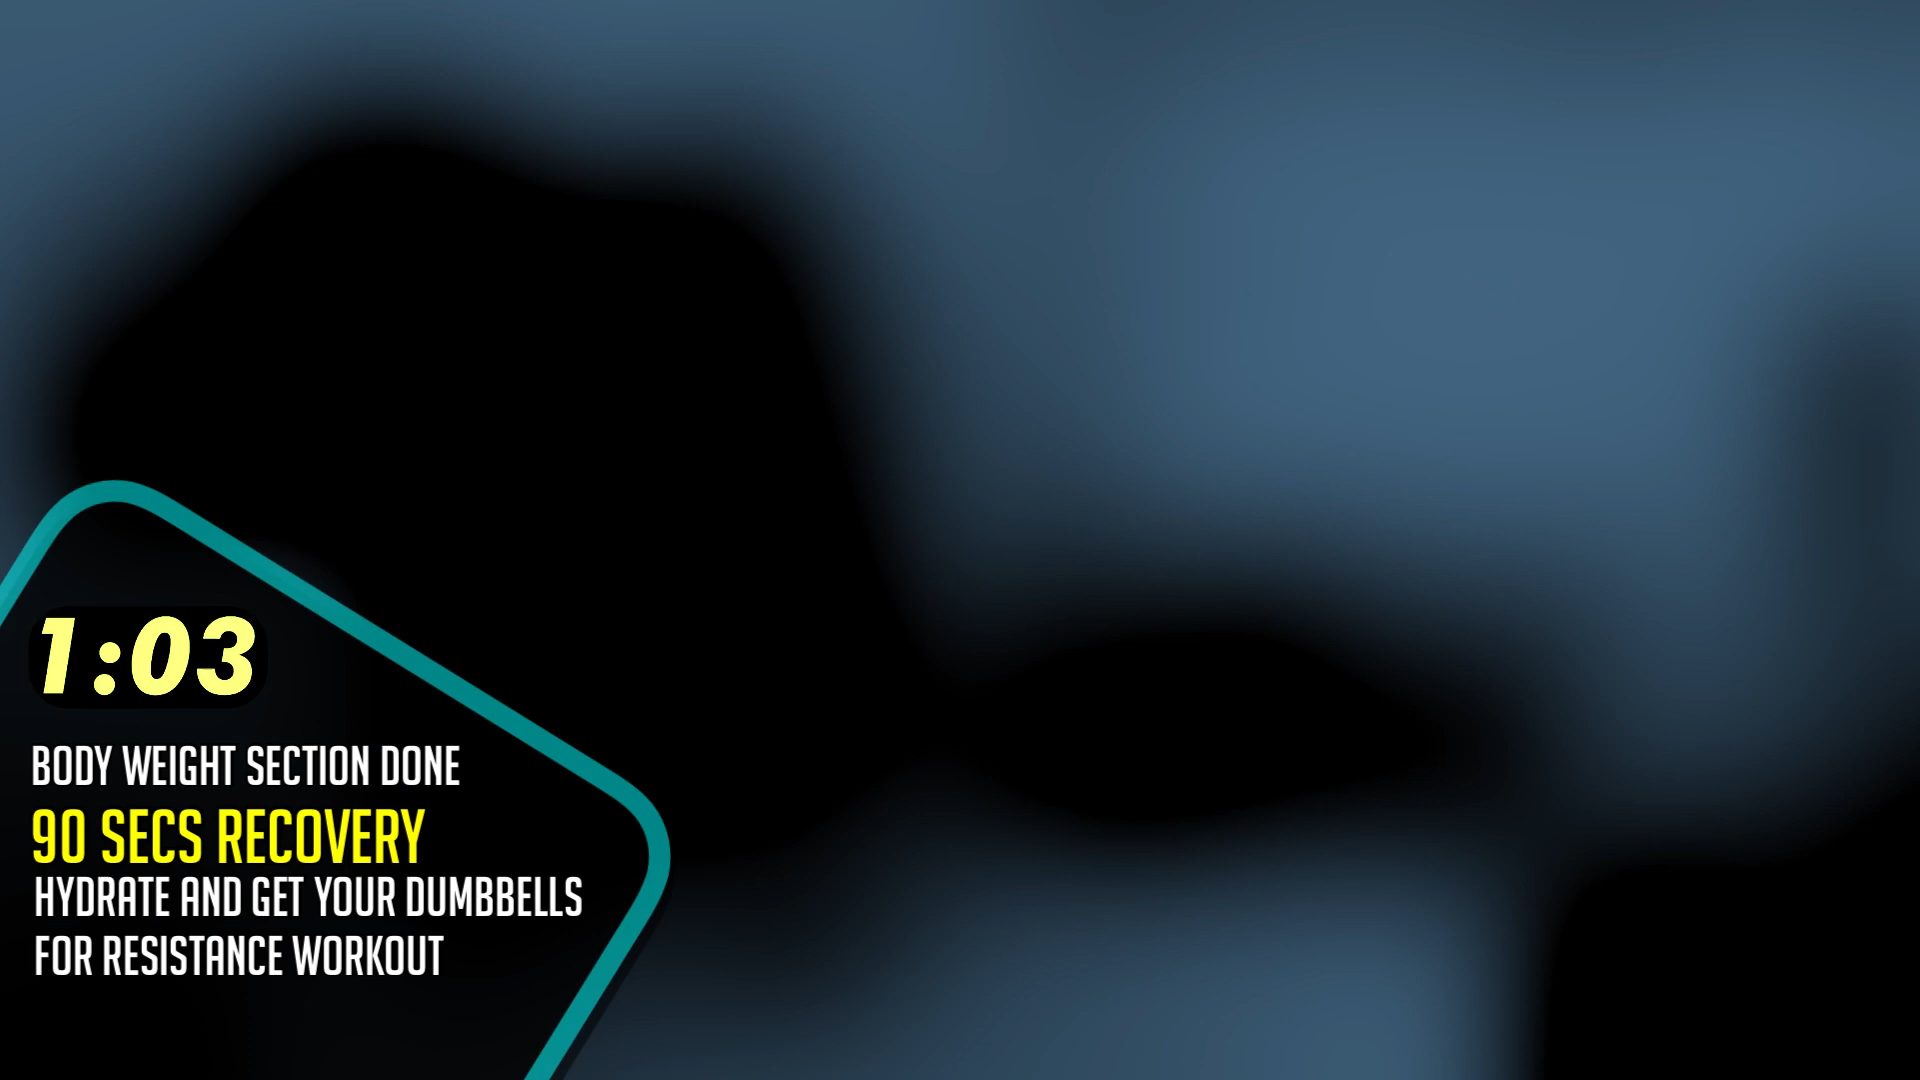 1:03
BODY WEIGHT SECTION DONE
90 SECS RECOVERY
HYDRATE AND GET YOUR DUMBBELLS
FOR RESISTANCE WORKOUT